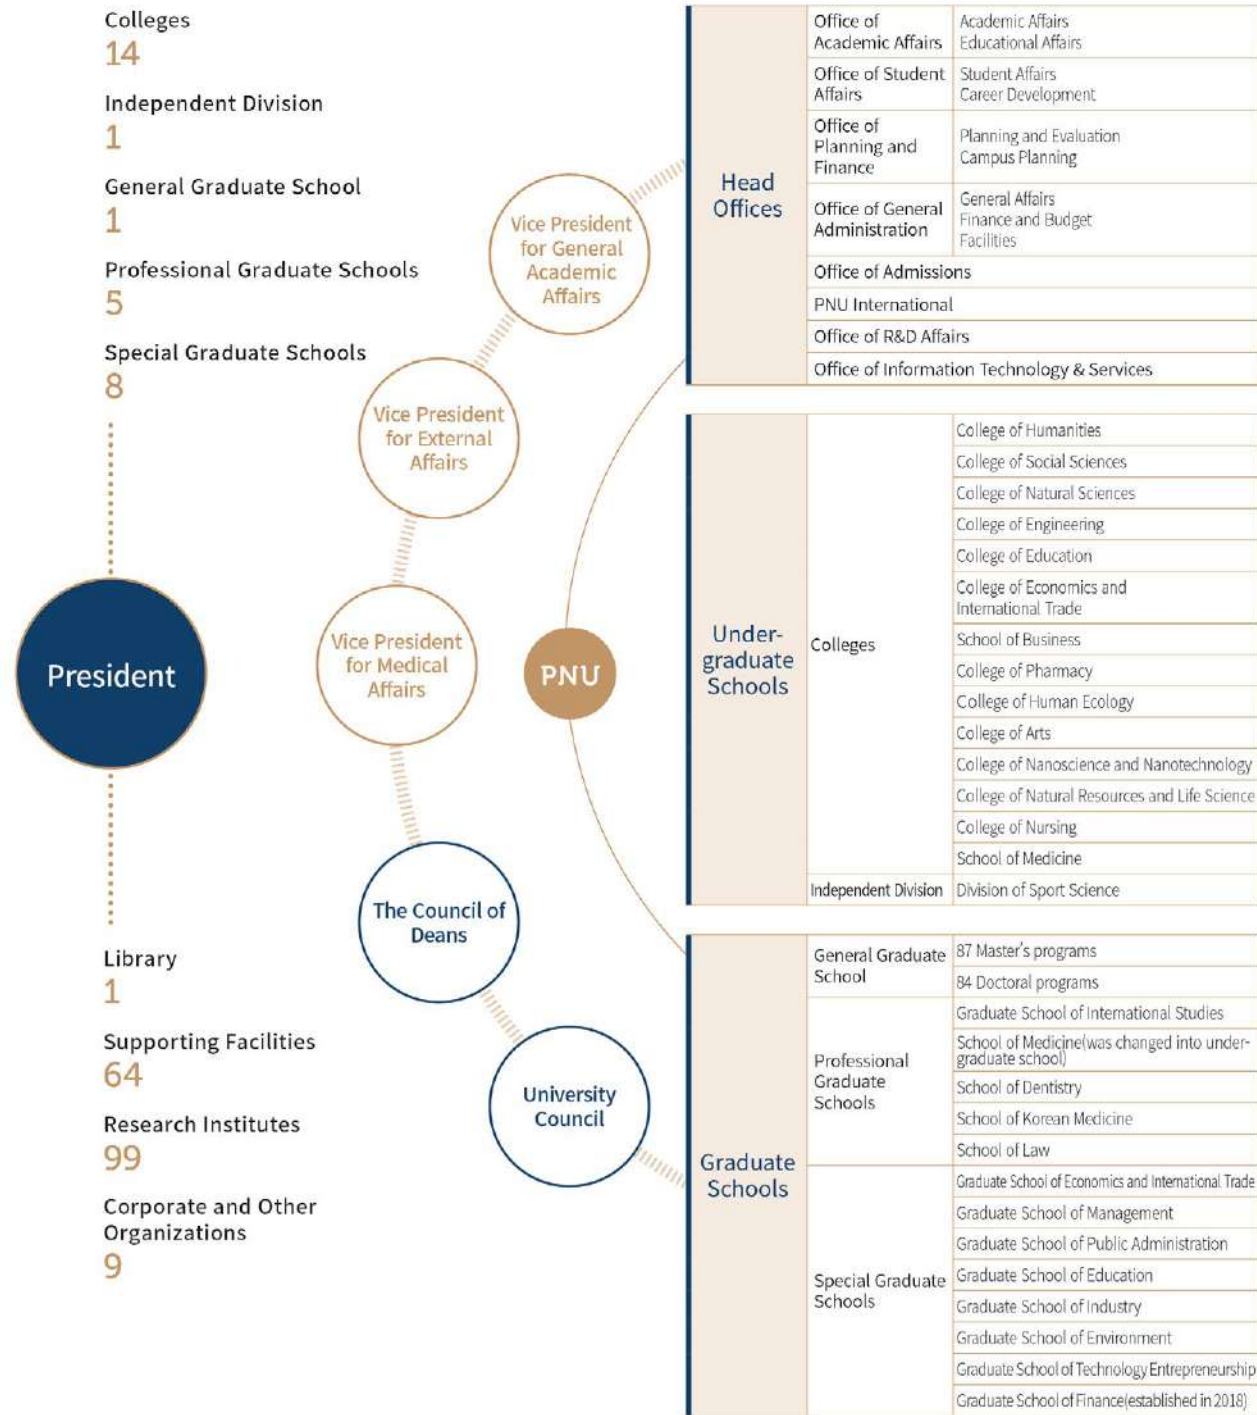 Colleges
14
Independent Division
1
General Graduate School
1
Professional Graduate Schools
5
Special Graduate Schools
8
President
Library
1
Supporting Facilities
64
Research Institutes
99
Corporate and Other
Organizations
9
Vice President
for General
Academic
Affairs
Vice President
for External
Affairs
Vice President
for Medical
Affairs
The Council of
Deans
University
Council
PNU
Head
Offices
Office of
Academic Affairs
Academic Affairs
Educational Affairs
Office of Student
Affairs
Student Affairs
Career Development
Office of
Planning and
Finance
Planning and Evaluation
Campus Planning
Office of General
Administration
General Affairs
Finance and Budget
Facilities
Office of Admissions
PNU International
Office of R&D Affairs
Office of Information Technology & Services
Under-
graduate
Schools
Colleges
College of Humanities
College of Social Sciences
College of Natural Sciences
College of Engineering
College of Education
College of Economics and
International Trade
School of Business
College of Pharmacy
College of Human Ecology
College of Arts
College of Nanoscience and Nanotechnology
College of Natural Resources and Life Science
College of Nursing
School of Medicine
Independent Division
Division of Sport Science
Graduate
Schools
General Graduate
School
87 Master's programs
84 Doctoral programs
Professional
Graduate
Schools
Graduate School of International Studies
School of Medicine(was changed into under-
graduate school)
School of Dentistry
School of Korean Medicine
School of Law
Special Graduate
Schools
Graduate School of Economics and International Trade
Graduate School of Management
Graduate School of Public Administration
Graduate School of Education
Graduate School of Industry
Graduate School of Environment
Graduate School of Technology Entrepreneurship
Graduate School of Finance(established in 2018)